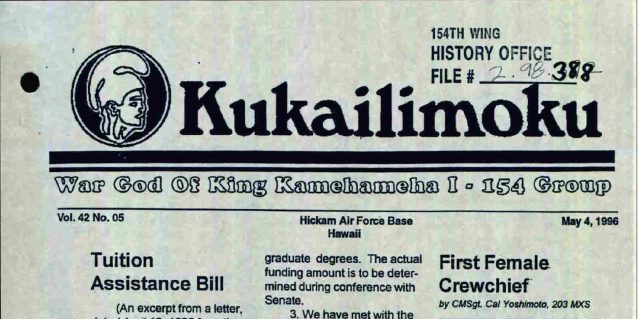 154TH WING
HISTORY OFFICE
FILE # 2.98.388
Kukailimoku
War God Of King Kamehameha I - 154 Group
Vol. 42 No. 05
Hickam Air Force Base
Hawaii
May 4, 1996
Tuition
Assistance Bill
(An excerpt from a letter,
graduate degrees. The actual
funding amount is to be deter-
mined during conference with
Senate.
3. We have met with the
First Female
Crewchief
by CMSgt. Cal Yoshimoto, 203 MXS